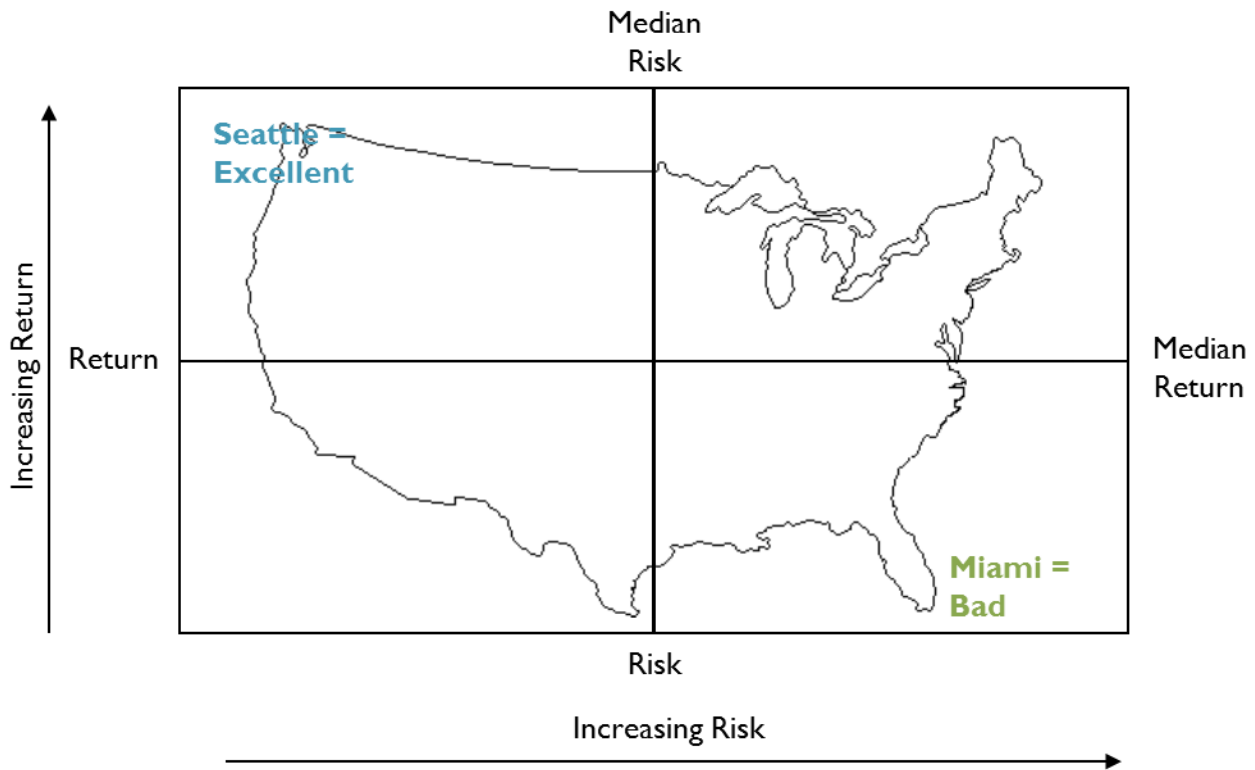 Median
Risk
Seattle =
Excellent
Increasing Return
Return
Median
Return
Miami =
Bad
Risk
Increasing Risk